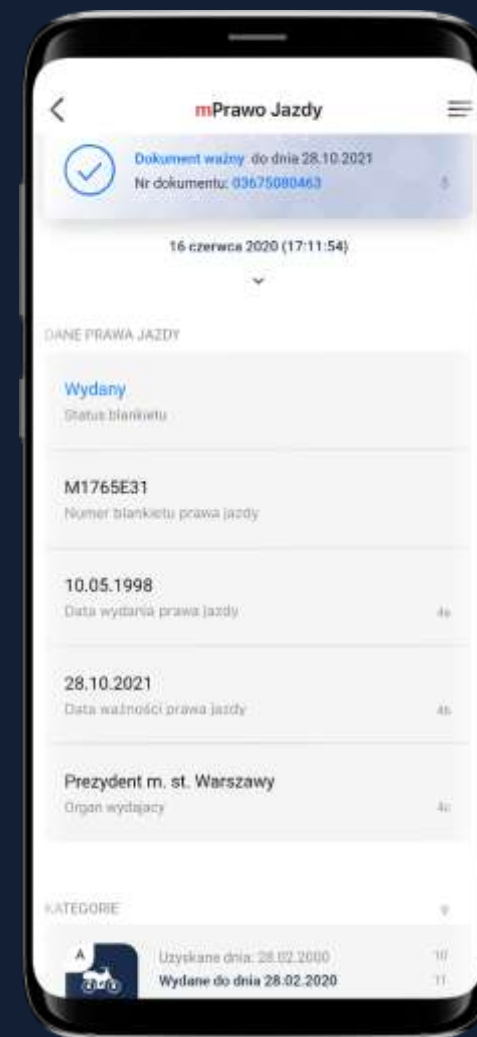 mPrawo Jazdy
Dokument ważny do dnia 28.10.2021
Nr dokumentu: 03675080463 5
16 czerwca 2020 (17:11:54)
DANE PRAWA JAZDY
Wydany
Status blankietu
M1765E31
Numer blankietu prawa jazdy
10.05.1998
Data wydania prawa jazdy 4a
28.10.2021
Data ważności prawa jazdy 4b
Prezydent m. st. Warszawy
Organ wydajacy 4c
KATEGORIE 9
A
Uzyskane dnia: 28.02.2000 10
Wydane do dnia 28.02.2020 11